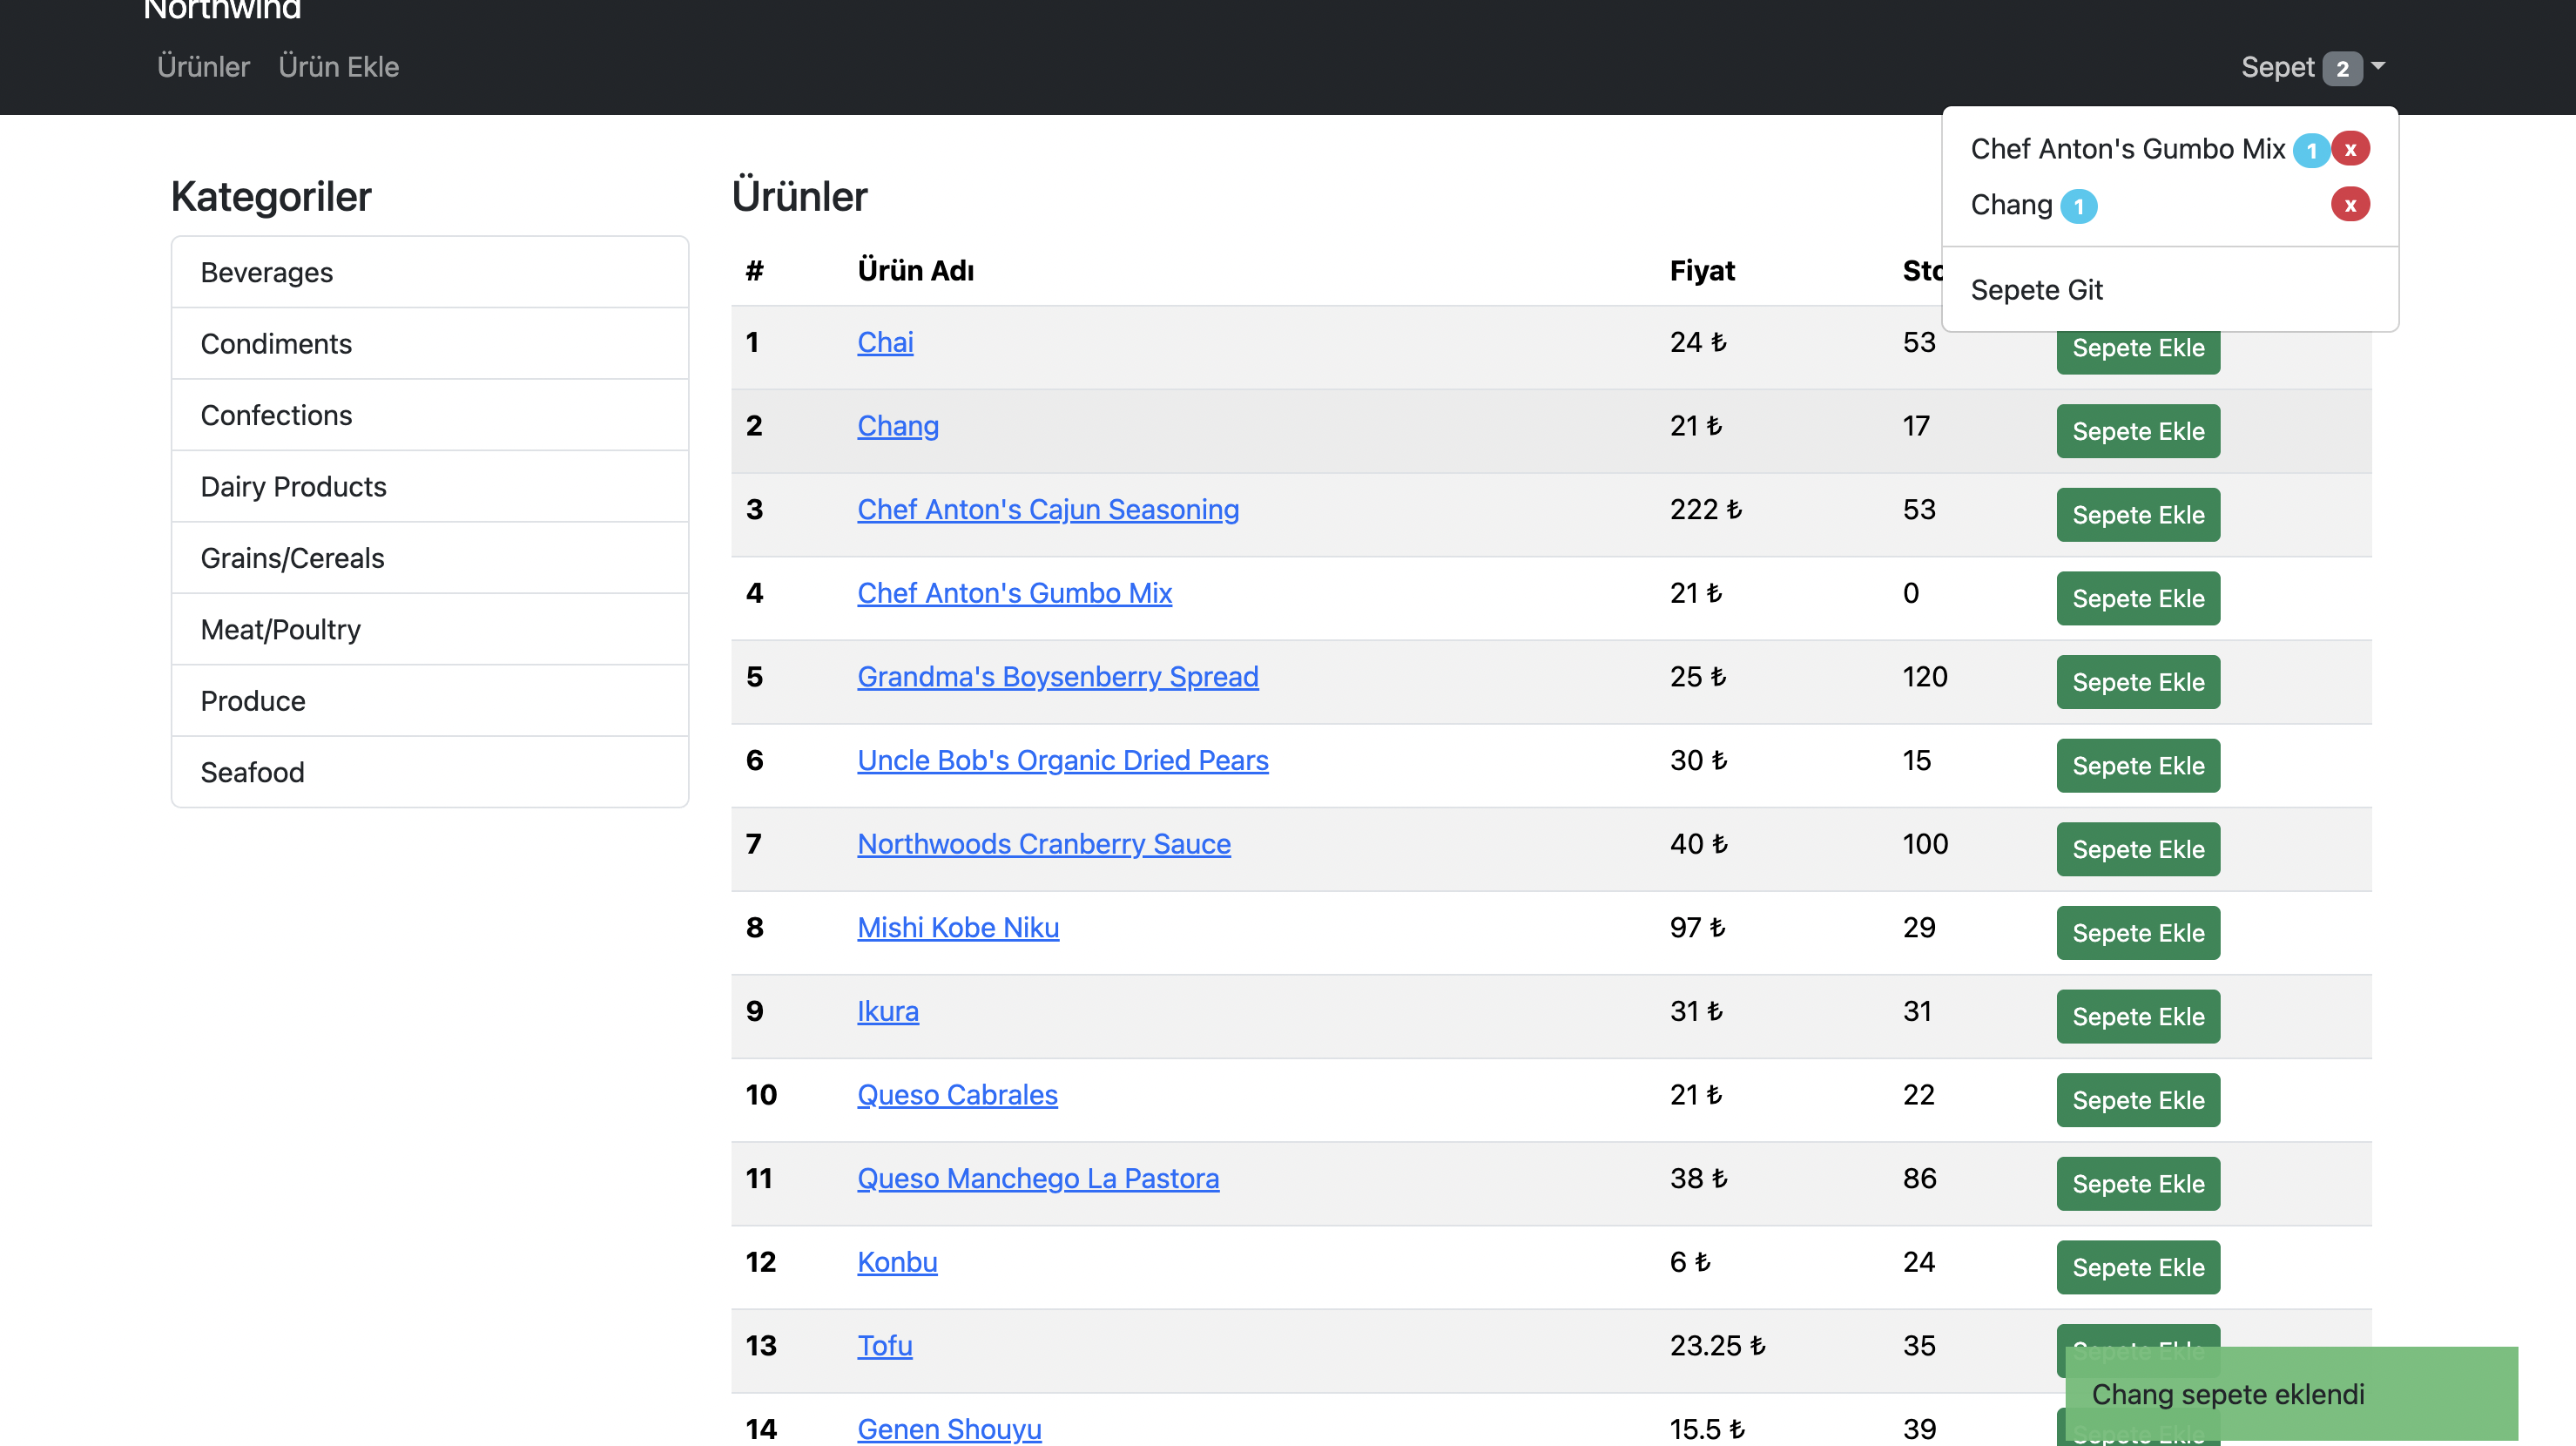 Northwind
Ürünler Ürün Ekle Sepet 2
Chef Anton's Gumbo Mix 1 x
Chang 1 x
Sepete Git
Kategoriler
Beverages
Condiments
Confections
Dairy Products
Grains/Cereals
Meat/Poultry
Produce
Seafood
Ürünler
# Ürün Adı Fiyat
1 Chai 24 ₺ 53 Sepete Ekle
2 Chang 21 ₺ 17 Sepete Ekle
3 Chef Anton's Cajun Seasoning 222 ₺ 53 Sepete Ekle
4 Chef Anton's Gumbo Mix 21 ₺ 0 Sepete Ekle
5 Grandma's Boysenberry Spread 25 ₺ 120 Sepete Ekle
6 Uncle Bob's Organic Dried Pears 30 ₺ 15 Sepete Ekle
7 Northwoods Cranberry Sauce 40 ₺ 100 Sepete Ekle
8 Mishi Kobe Niku 97 ₺ 29 Sepete Ekle
9 Ikura 31 ₺ 31 Sepete Ekle
10 Queso Cabrales 21 ₺ 22 Sepete Ekle
11 Queso Manchego La Pastora 38 ₺ 86 Sepete Ekle
12 Konbu 6 ₺ 24 Sepete Ekle
13 Tofu 23.25 ₺ 35 Sepete Ekle
Chang sepete eklendi
14 Genen Shouyu 15.5 ₺ 39 Sepete Ekle